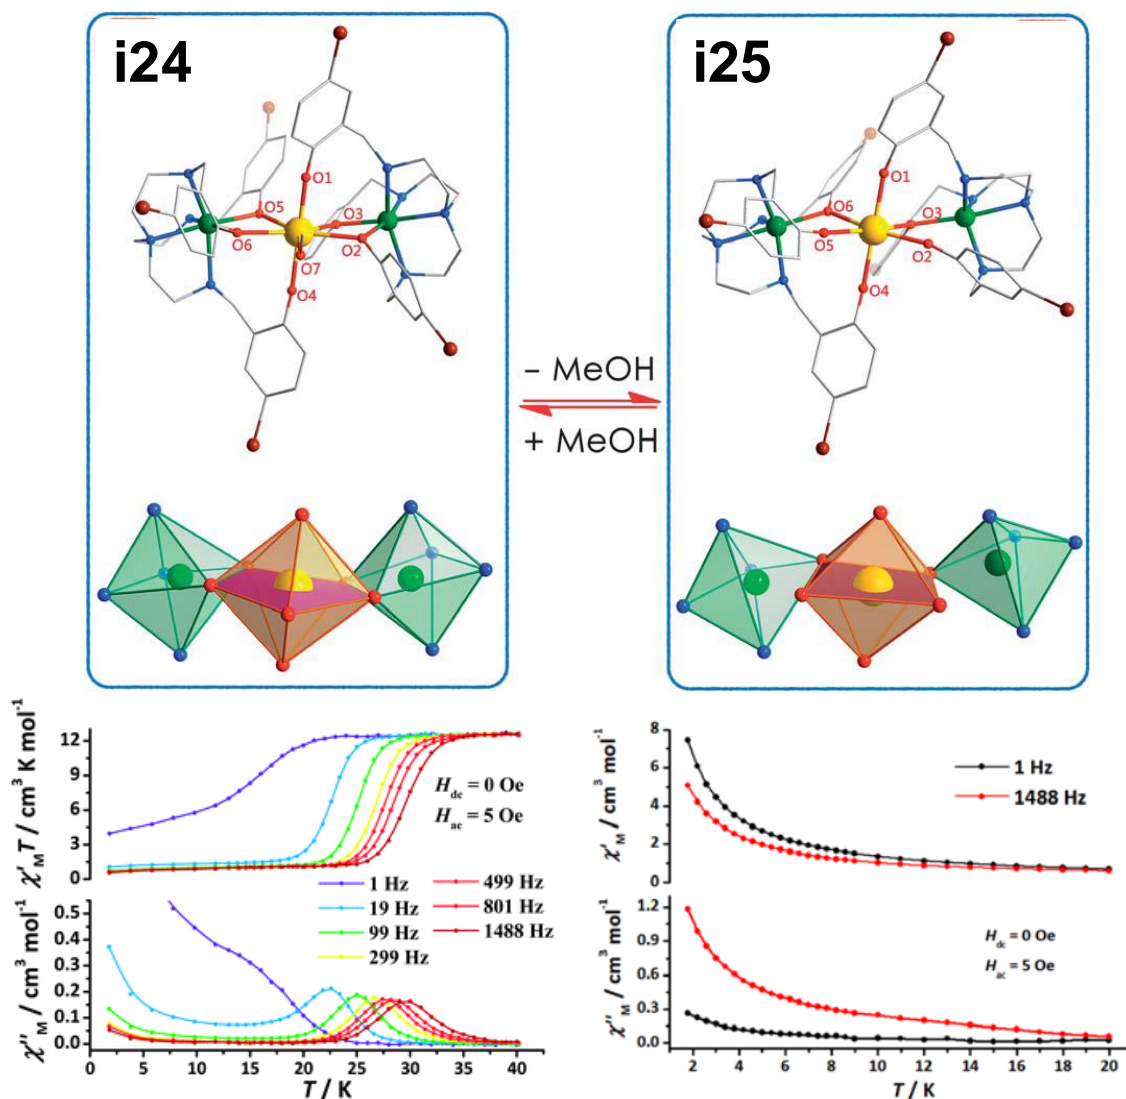 i24
i25
O1
O5
O3
O6
O2
O7
O4
O1
O6
O3
O5
O2
O4
– MeOH
+ MeOH
χ′M T / cm³ K mol⁻¹
12
9
6
3
0
Hdc = 0 Oe
Hac = 5 Oe
1 Hz
19 Hz
99 Hz
299 Hz
499 Hz
801 Hz
1488 Hz
χ″M / cm³ mol⁻¹
0.5
0.4
0.3
0.2
0.1
0.0
0 5 10 15 20 25 30 35 40
T / K
χ′M / cm³ mol⁻¹
8
6
4
2
0
1 Hz
1488 Hz
χ″M / cm³ mol⁻¹
1.2
0.9
0.6
0.3
0.0
Hdc = 0 Oe
Hac = 5 Oe
2 4 6 8 10 12 14 16 18 20
T / K